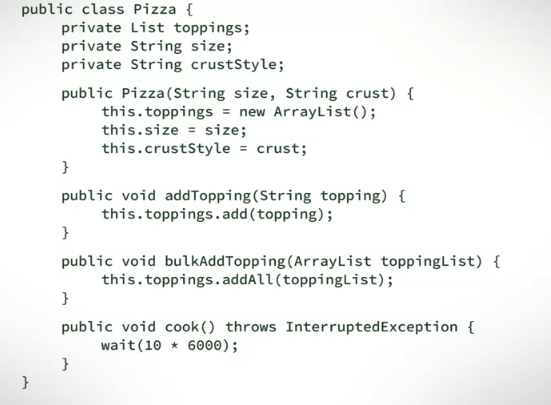 public class Pizza {
private List toppings;
private String size;
private String crustStyle;
public Pizza(String size, String crust) {
this.toppings = new ArrayList();
this.size = size;
this.crustStyle = crust;
}
public void addTopping(String topping) {
this.toppings.add(topping);
}
public void bulkAddTopping(ArrayList toppingList) {
this.toppings.addAll(toppingList);
}
public void cook() throws InterruptedException {
wait(10 * 6000);
}
}